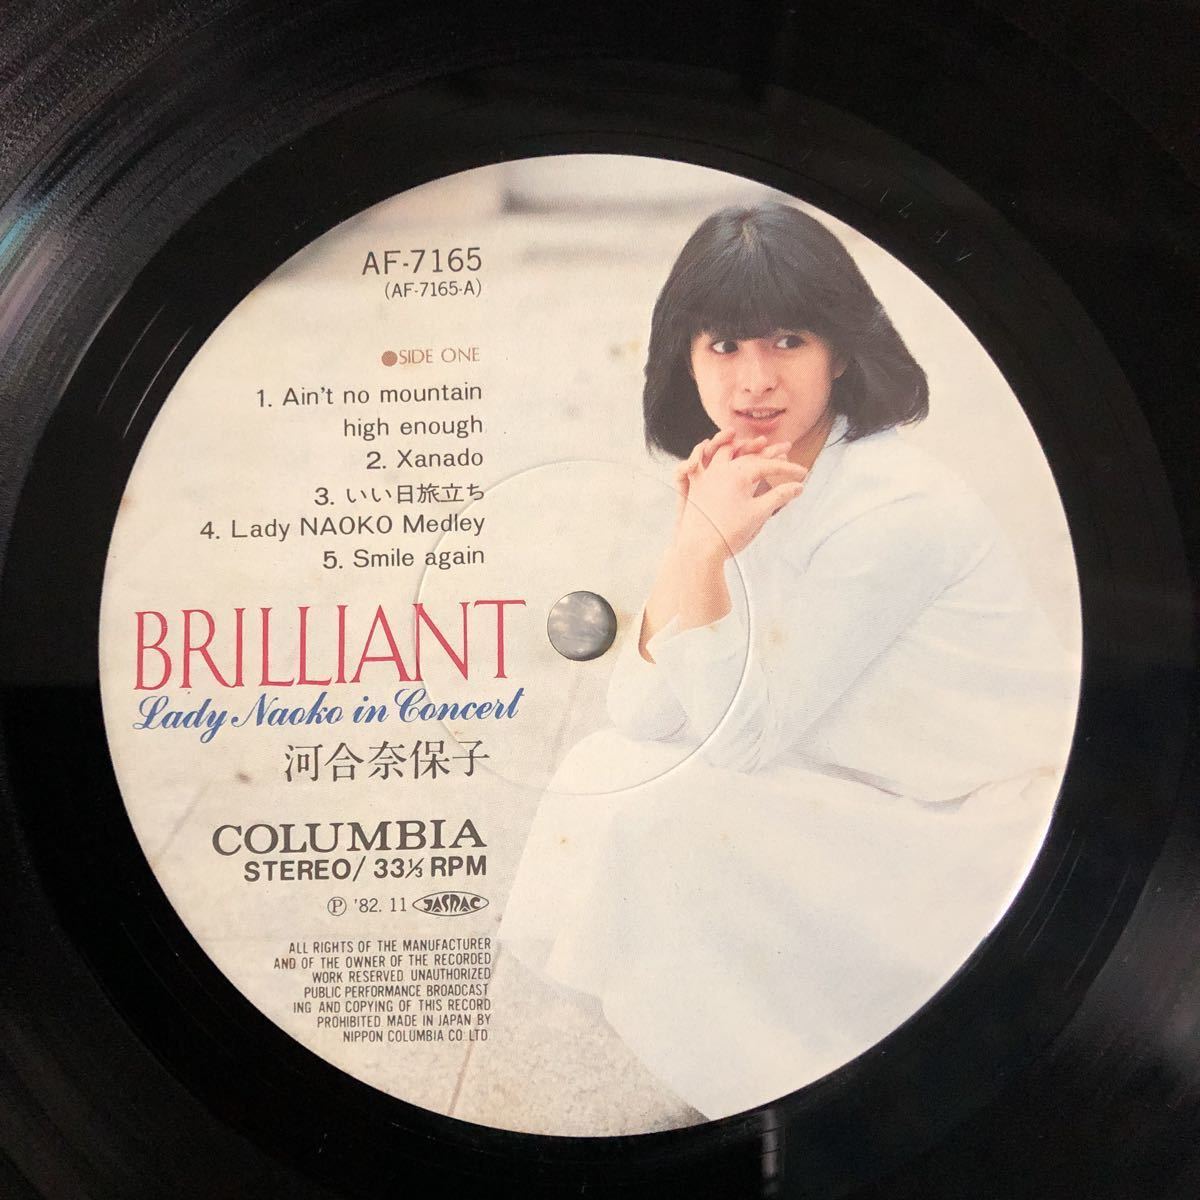 AF-7165
(AF-7165-A)
●SIDE ONE
1. Ain't no mountain
high enough
2. Xanado
3. いい日旅立ち
4. Lady NAOKO Medley
5. Smile again
BRILLIANT
Lady Naoko in Concert
河合奈保子
COLUMBIA
STEREO/ 33⅓ RPM
Ⓟ '82. 11 JASRAC
ALL RIGHTS OF THE MANUFACTURER
AND OF THE OWNER OF THE RECORDED
WORK RESERVED. UNAUTHORIZED
PUBLIC PERFORMANCE BROADCAST
ING AND COPYING OF THIS RECORD
PROHIBITED. MADE IN JAPAN BY
NIPPON COLUMBIA CO., LTD.